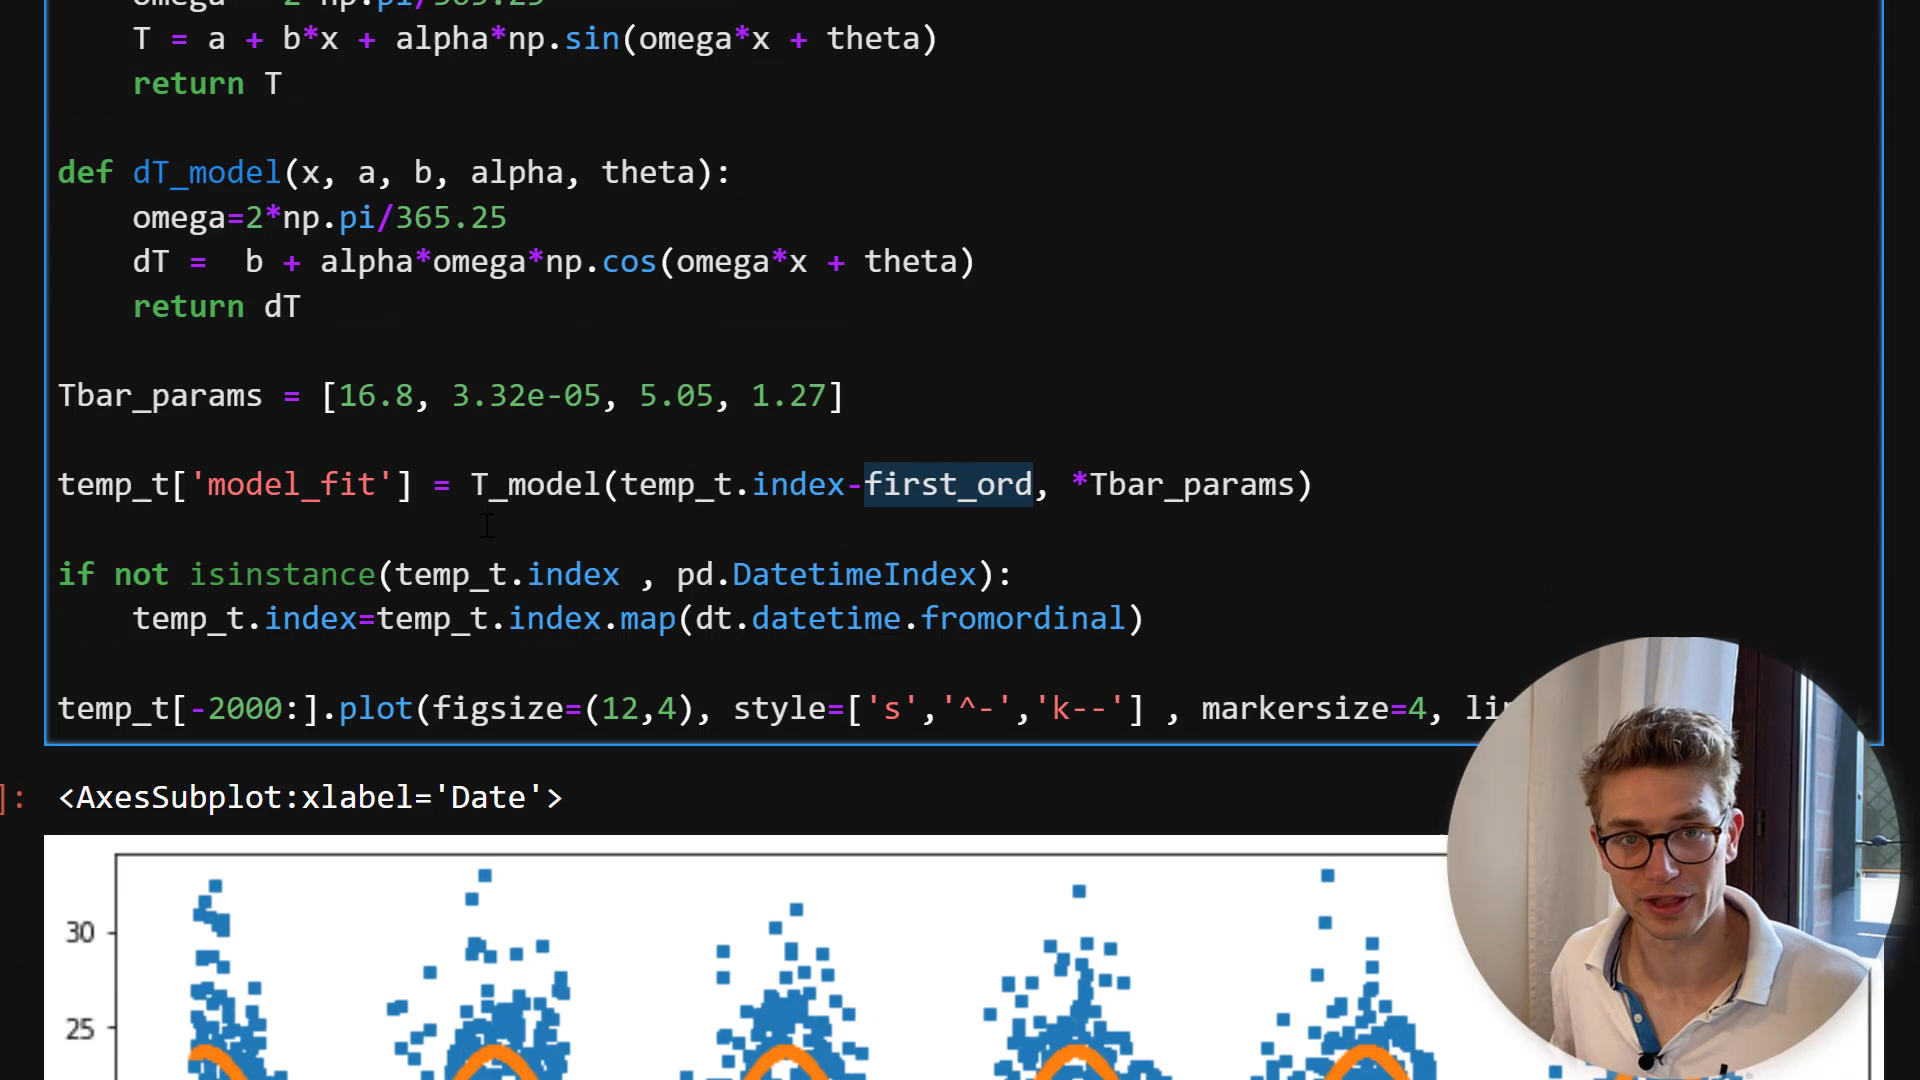 T = a + b*x + alpha*np.sin(omega*x + theta)
return T
def dT_model(x, a, b, alpha, theta):
omega=2*np.pi/365.25
dT =  b + alpha*omega*np.cos(omega*x + theta)
return dT
Tbar_params = [16.8, 3.32e-05, 5.05, 1.27]
temp_t['model_fit'] = T_model(temp_t.index-first_ord, *Tbar_params)
if not isinstance(temp_t.index , pd.DatetimeIndex):
temp_t.index=temp_t.index.map(dt.datetime.fromordinal)
temp_t[-2000:].plot(figsize=(12,4), style=['s','^-','k--'] , markersize=4,
]: <AxesSubplot:xlabel='Date'>
30
25